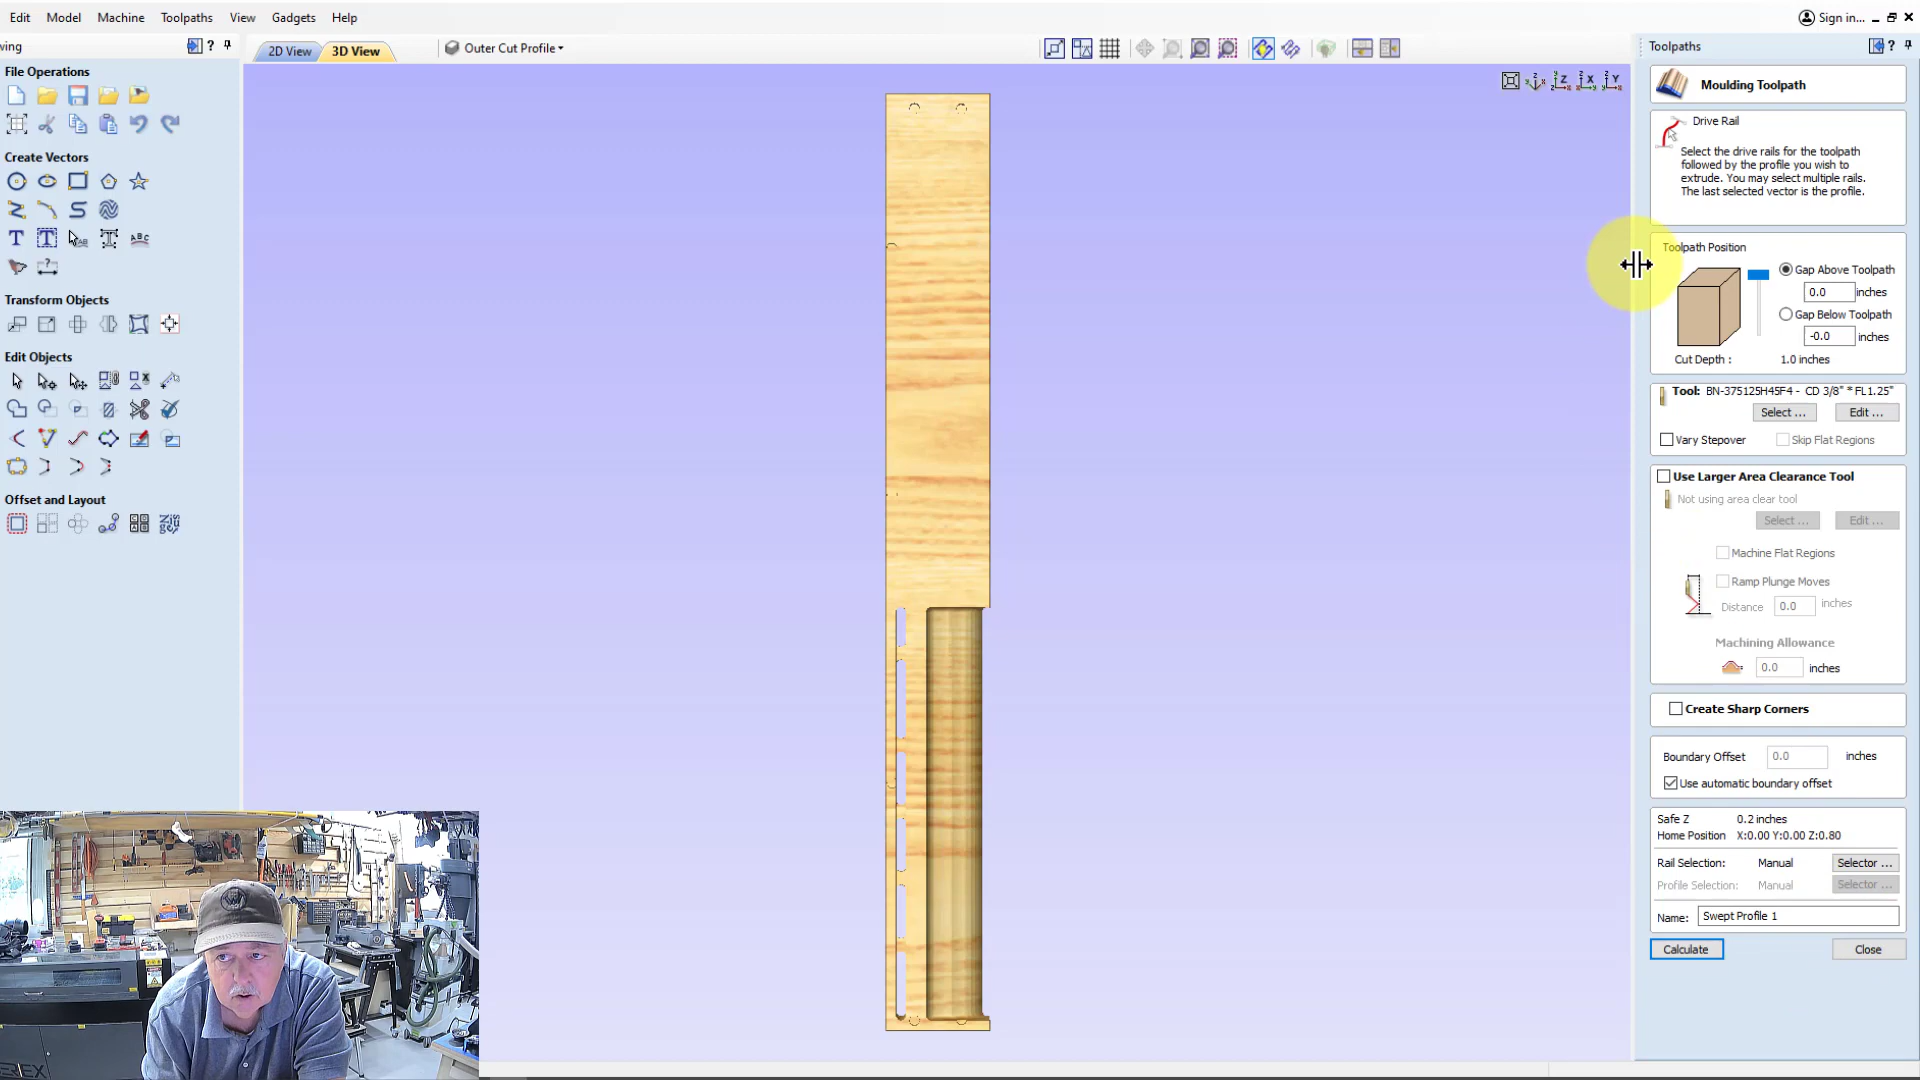 Edit Model Machine Toolpaths View Gadgets Help
Sign in...
ving
?
2D View
3D View
Outer Cut Profile
Toolpaths
?
File Operations
Create Vectors
Transform Objects
Edit Objects
Offset and Layout
Moulding Toolpath
Drive Rail
Select the drive rails for the toolpath
followed by the profile you wish to
extrude. You may select multiple rails.
The last selected vector is the profile.
Toolpath Position
Gap Above Toolpath
0.0 inches
Gap Below Toolpath
-0.0 inches
Cut Depth : 1.0 inches
Tool: BN-375125H45F4 - CD 3/8" * FL1.25"
Select ... Edit ...
Vary Stepover Skip Flat Regions
Use Larger Area Clearance Tool
Not using area clear tool
Select ... Edit ...
Machine Flat Regions
Ramp Plunge Moves
Distance 0.0 inches
Machining Allowance
0.0 inches
Create Sharp Corners
Boundary Offset 0.0 inches
Use automatic boundary offset
Safe Z 0.2 inches
Home Position X:0.00 Y:0.00 Z:0.80
Rail Selection: Manual Selector ...
Profile Selection: Manual Selector ...
Name: Swept Profile 1
Calculate Close